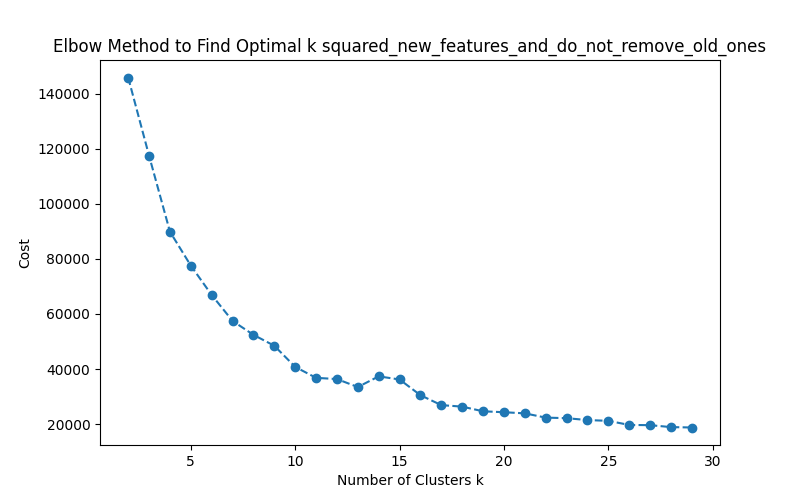 Elbow Method to Find Optimal k squared_new_features_and_do_not_remove_old_ones
140000
120000
100000
80000
60000
40000
20000
Cost
5 10 15 20 25 30
Number of Clusters k